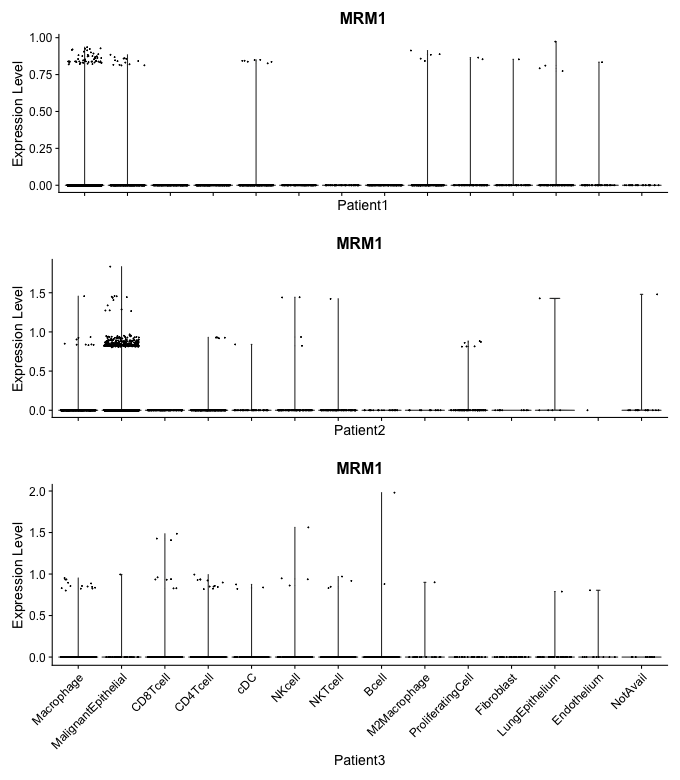 MRM1
1.00
0.75
0.50
0.25
0.00
Expression Level
Patient1
MRM1
1.5
1.0
0.5
0.0
Expression Level
Patient2
MRM1
2.0
1.5
1.0
0.5
0.0
Expression Level
Macrophage
MalignantEpithelial
CD8Tcell
CD4Tcell
cDC
NKcell
NKTcell
Bcell
M2Macrophage
ProliferatingCell
Fibroblast
LungEpithelium
Endothelium
NotAvail
Patient3